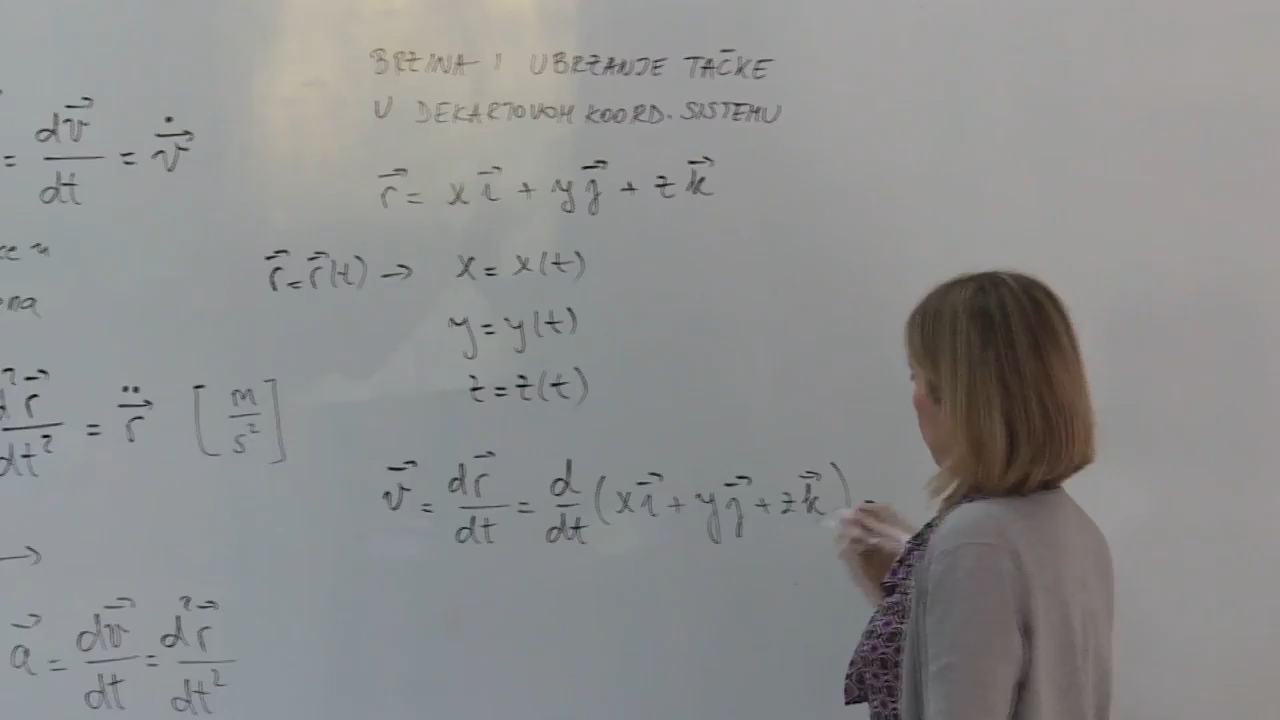 BRZINA I UBRZANJE TAČKE
U DEKARTOVOM KOORD. SISTEMU
= dv⃗/dt = v⃗̇
r⃗ = x i⃗ + y j⃗ + z k⃗
r⃗ = r⃗(t) → x = x(t)
y = y(t)
z = z(t)
d²r⃗/dt² = r⃗̈ [m/s²]
v⃗ = dr⃗/dt = d/dt (x i⃗ + y j⃗ + z k⃗) =
→
a⃗ = dv⃗/dt = d²r⃗/dt²